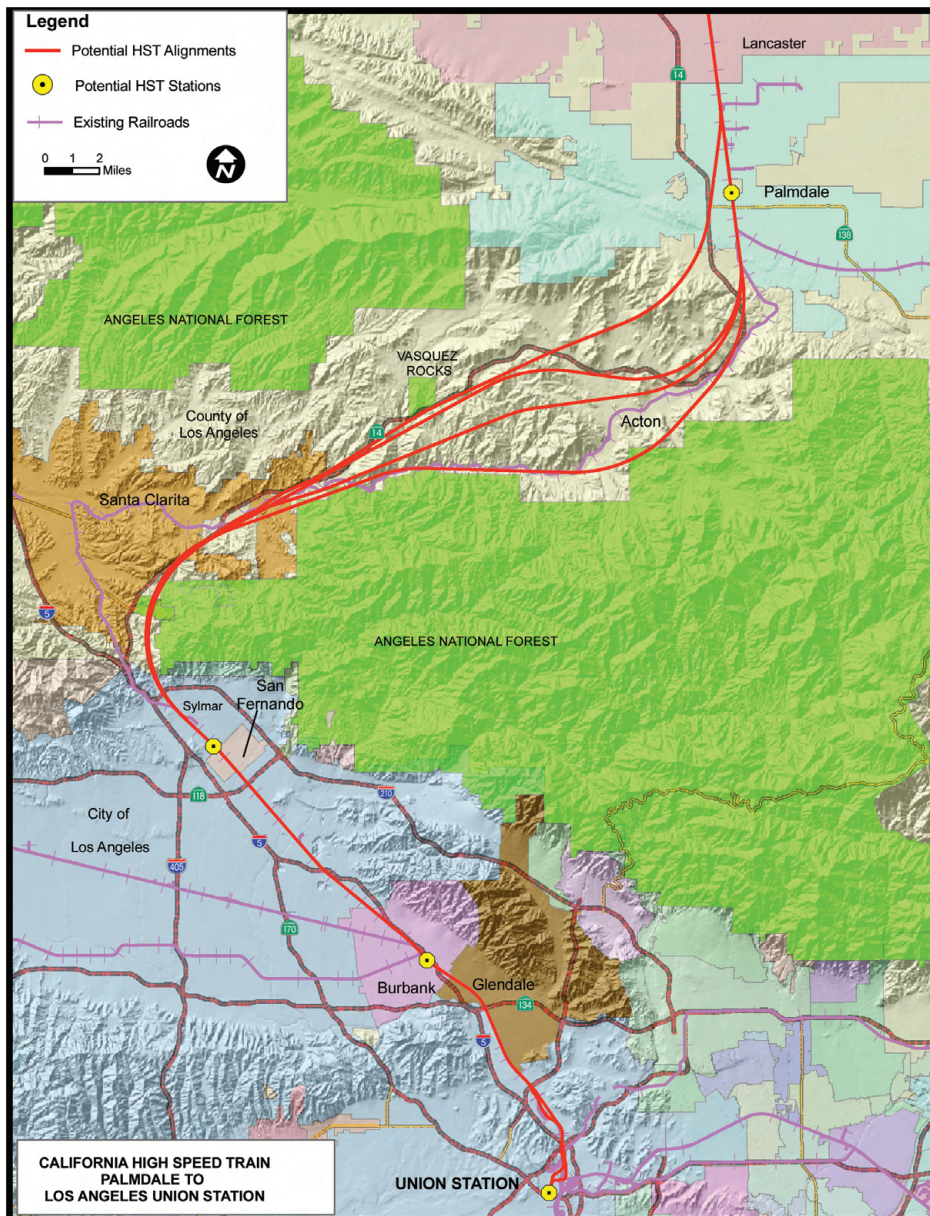 Legend
Potential HST Alignments
Potential HST Stations
Existing Railroads
0 1 2
Miles
N
Lancaster
14
Palmdale
138
ANGELES NATIONAL FOREST
VASQUEZ
ROCKS
County of
Los Angeles
14
Acton
Santa Clarita
5
ANGELES NATIONAL FOREST
San
Fernando
Sylmar
118
210
City of
Los Angeles
5
405
170
Burbank
Glendale
134
5
UNION STATION
CALIFORNIA HIGH SPEED TRAIN
PALMDALE TO
LOS ANGELES UNION STATION